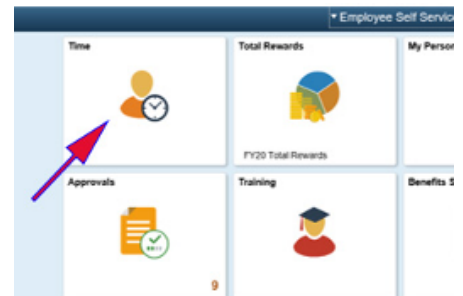 ▾ Employee Self Service
Time
Total Rewards
My Person
FY20 Total Rewards
Approvals
Training
Benefits S
9